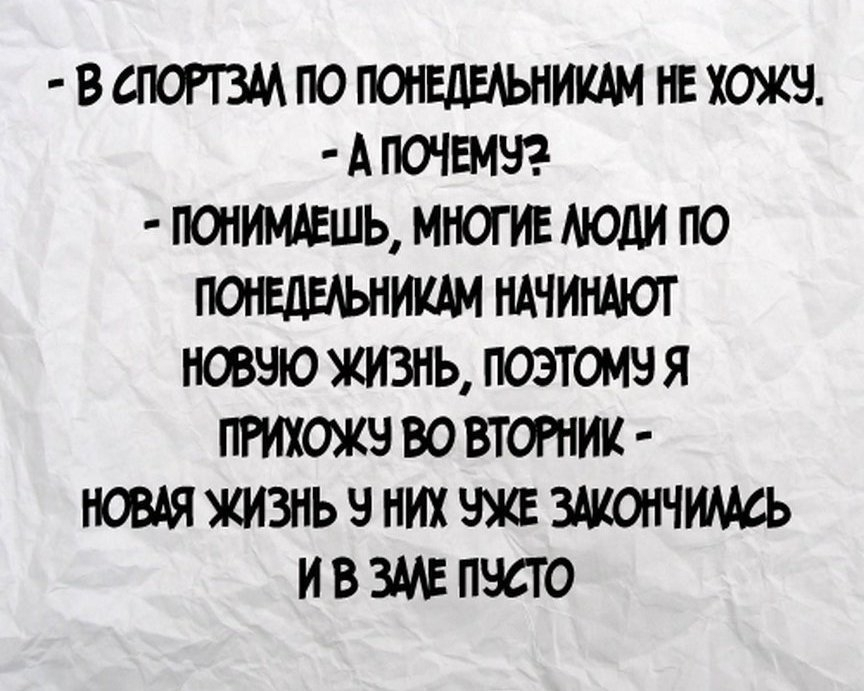 - В СПОРТЗАЛ ПО ПОНЕДЕЛЬНИКАМ НЕ ХОЖУ.
- А ПОЧЕМУ?
- ПОНИМАЕШЬ, МНОГИЕ ЛЮДИ ПО
ПОНЕДЕЛЬНИКАМ НАЧИНАЮТ
НОВУЮ ЖИЗНЬ, ПОЭТОМУ Я
ПРИХОЖУ ВО ВТОРНИК -
НОВАЯ ЖИЗНЬ У НИХ УЖЕ ЗАКОНЧИЛАСЬ
И В ЗАЛЕ ПУСТО